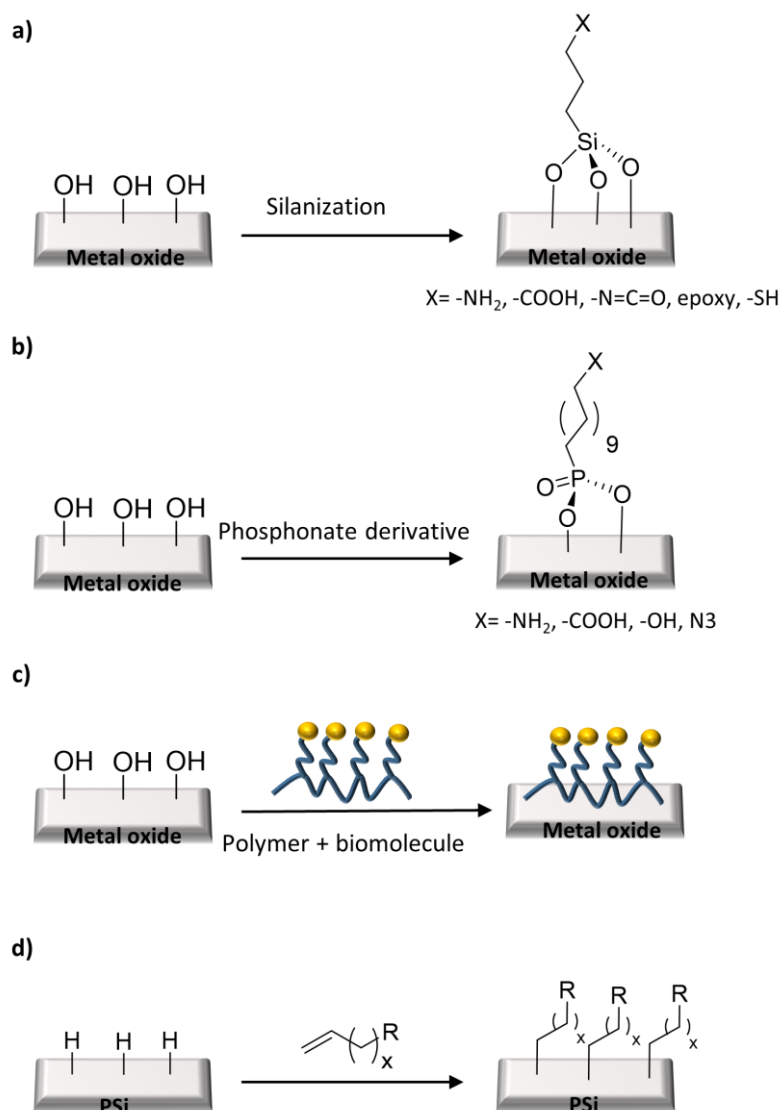 a)
X
Si
O
O
O
OH OH OH
Silanization
Metal oxide
Metal oxide
X= -NH₂, -COOH, -N=C=O, epoxy, -SH
b)
X
9
O=P
O
O
OH OH OH
Phosphonate derivative
Metal oxide
Metal oxide
X= -NH₂, -COOH, -OH, N3
c)
OH OH OH
Polymer + biomolecule
Metal oxide
Metal oxide
d)
R R R
x x x
H H H
R
x
PSi
PSi